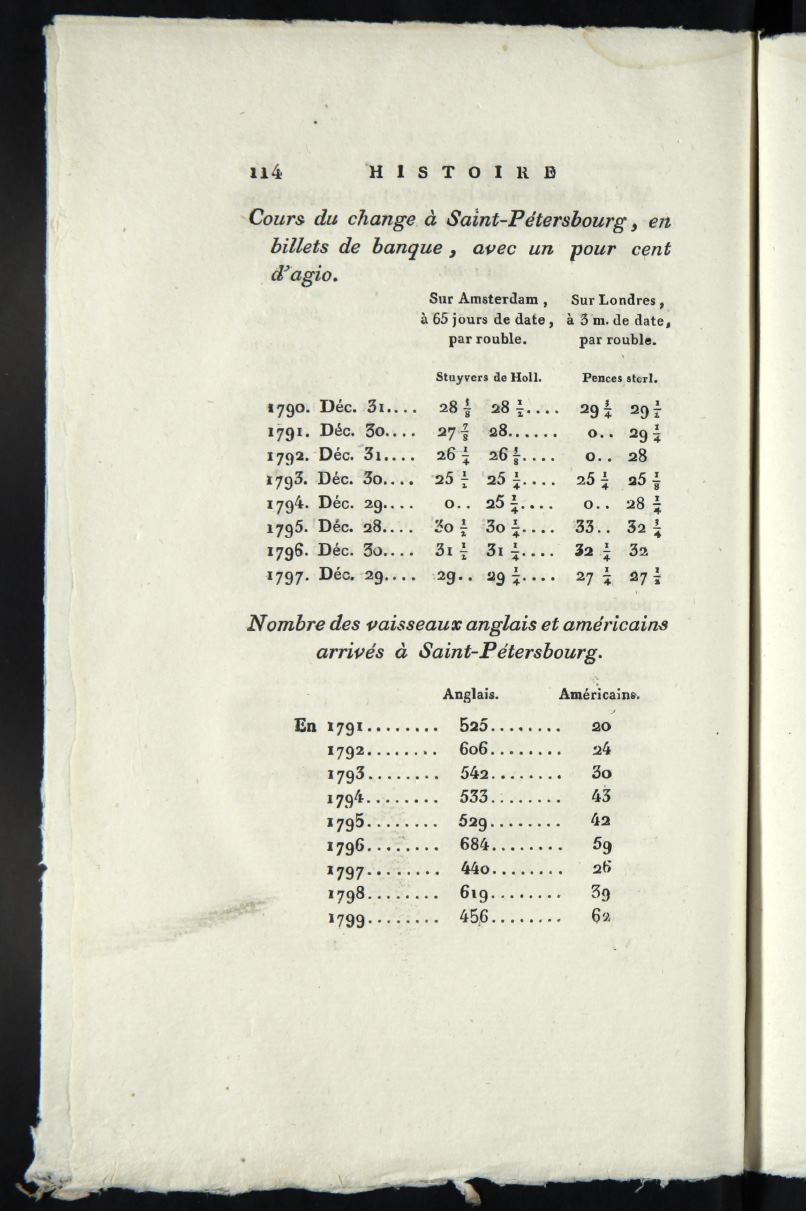 114 HISTOIRE
Cours du change à Saint-Pétersbourg, en
billets de banque, avec un pour cent
d'agio.
Sur Amsterdam, Sur Londres,
à 65 jours de date, à 3 m. de date,
par rouble. par rouble.
Stuyvers de Holl. Pences sterl.
1790. Déc. 31.... 28 5/8 28 1/2.... 29 3/4 29 1/2
1791. Déc. 30.... 27 7/8 28...... 0.. 29 1/4
1792. Déc. 31.... 26 1/4 26 5/8.... 0.. 28
1793. Déc. 30.... 25 1/2 25 1/4.... 25 1/4 25 1/8
1794. Déc. 29.... 0.. 25 1/4.... 0.. 28 1/4
1795. Déc. 28.... 30 1/2 30 1/4.... 33.. 32 3/4
1796. Déc. 30.... 31 1/2 31 1/4.... 32 1/4 32
1797. Déc. 29.... 29.. 29 1/4.... 27 1/4 27 1/2
Nombre des vaisseaux anglais et américains
arrivés à Saint-Pétersbourg.
Anglais. Américains.
En 1791........ 525........ 20
1792........ 606........ 24
1793........ 542........ 30
1794........ 533........ 43
1795........ 529........ 42
1796........ 684........ 59
1797........ 440........ 26
1798........ 619........ 39
1799........ 456........ 62